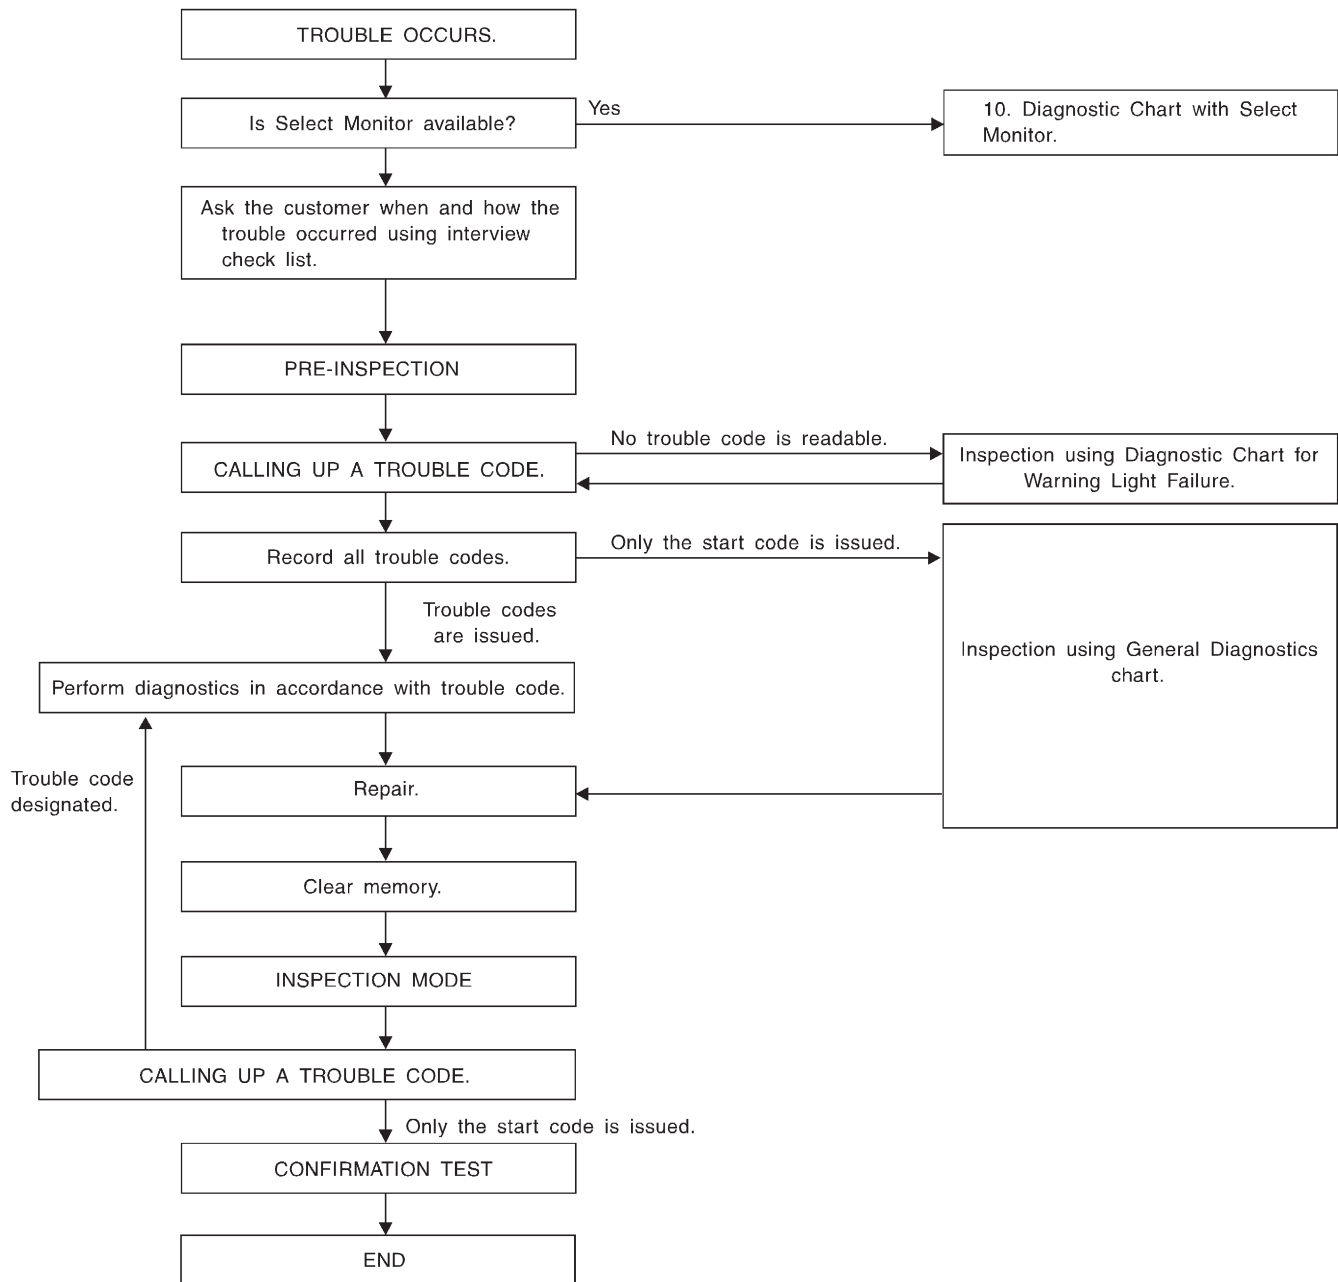 TROUBLE OCCURS.
Is Select Monitor available?
Yes
10. Diagnostic Chart with Select
Monitor.
Ask the customer when and how the
trouble occurred using interview
check list.
PRE-INSPECTION
CALLING UP A TROUBLE CODE.
No trouble code is readable.
Inspection using Diagnostic Chart for
Warning Light Failure.
Record all trouble codes.
Only the start code is issued.
Inspection using General Diagnostics
chart.
Trouble codes
are issued.
Perform diagnostics in accordance with trouble code.
Trouble code
designated.
Repair.
Clear memory.
INSPECTION MODE
CALLING UP A TROUBLE CODE.
Only the start code is issued.
CONFIRMATION TEST
END